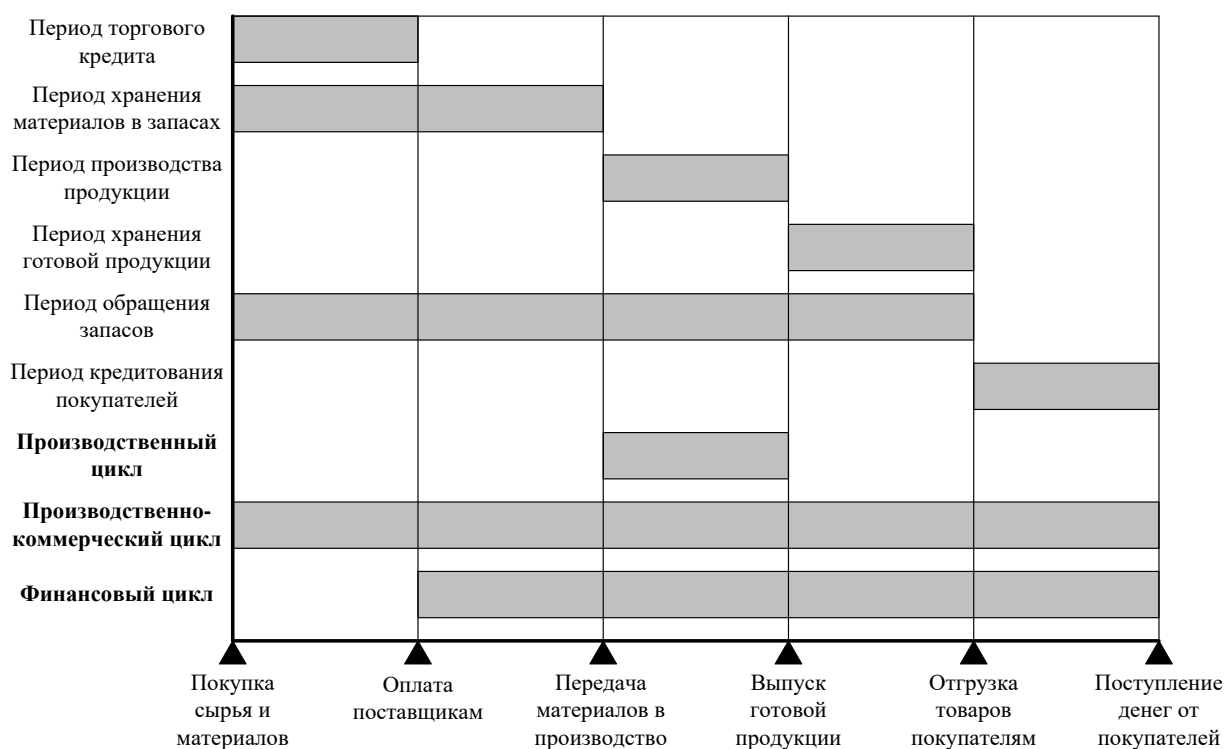 Период торгового
кредита
Период хранения
материалов в запасах
Период производства
продукции
Период хранения
готовой продукции
Период обращения
запасов
Период кредитования
покупателей
Производственный
цикл
Производственно-
коммерческий цикл
Финансовый цикл
Покупка
сырья и
материалов
Оплата
поставщикам
Передача
материалов в
производство
Выпуск
готовой
продукции
Отгрузка
товаров
покупателям
Поступление
денег от
покупателей